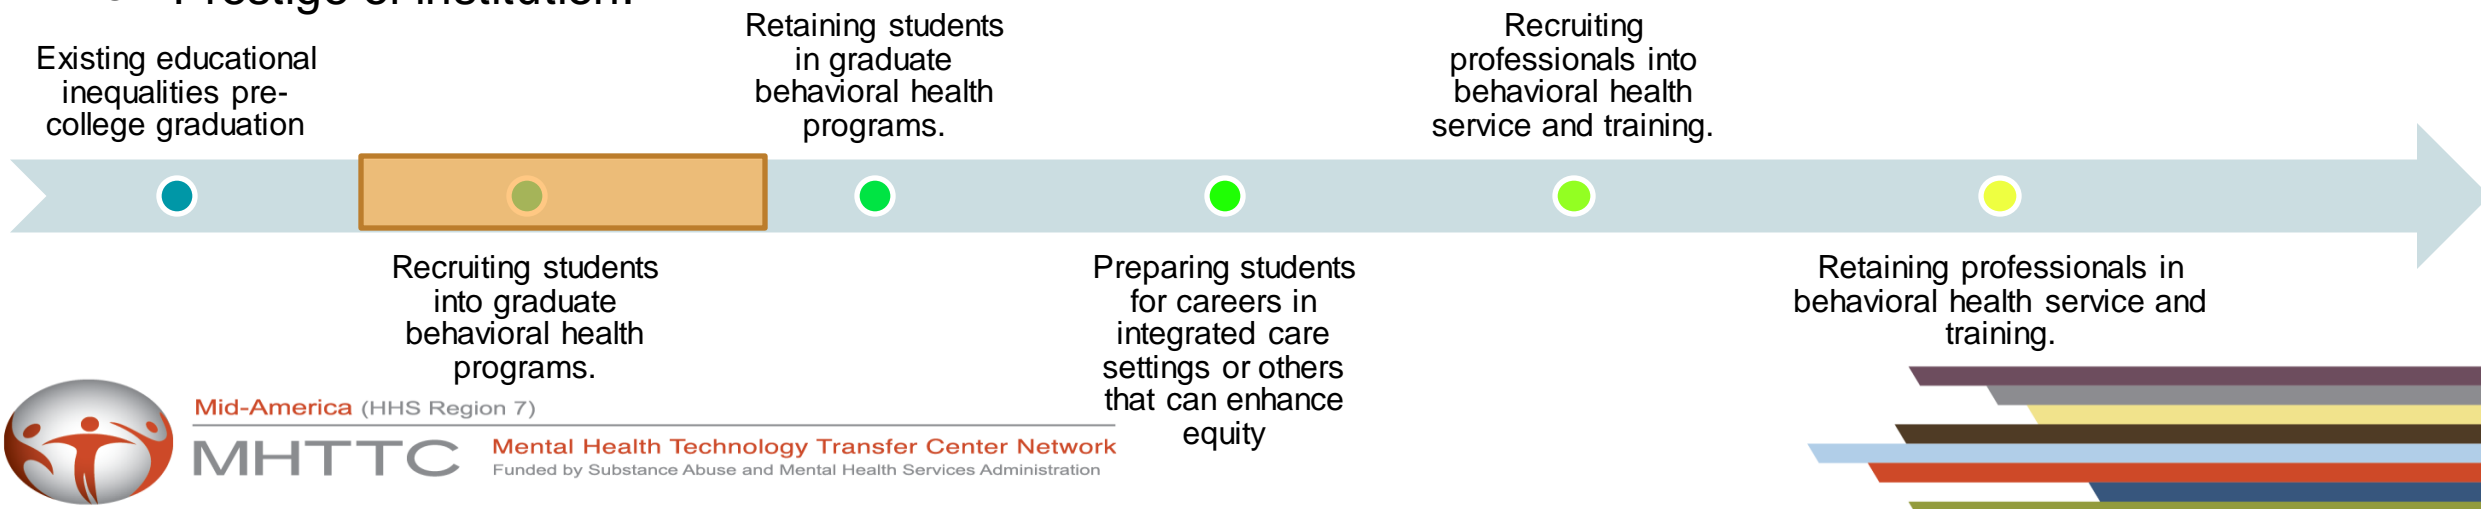 Prestige of institution.
Existing educational
inequalities pre-
college graduation
Recruiting students
into graduate
behavioral health
programs.
Retaining students
in graduate
behavioral health
programs.
Preparing students
for careers in
integrated care
settings or others
that can enhance
equity
Recruiting
professionals into
behavioral health
service and training.
Retaining professionals in
behavioral health service and
training.
Mid-America (HHS Region 7)
MHTTC
Mental Health Technology Transfer Center Network
Funded by Substance Abuse and Mental Health Services Administration